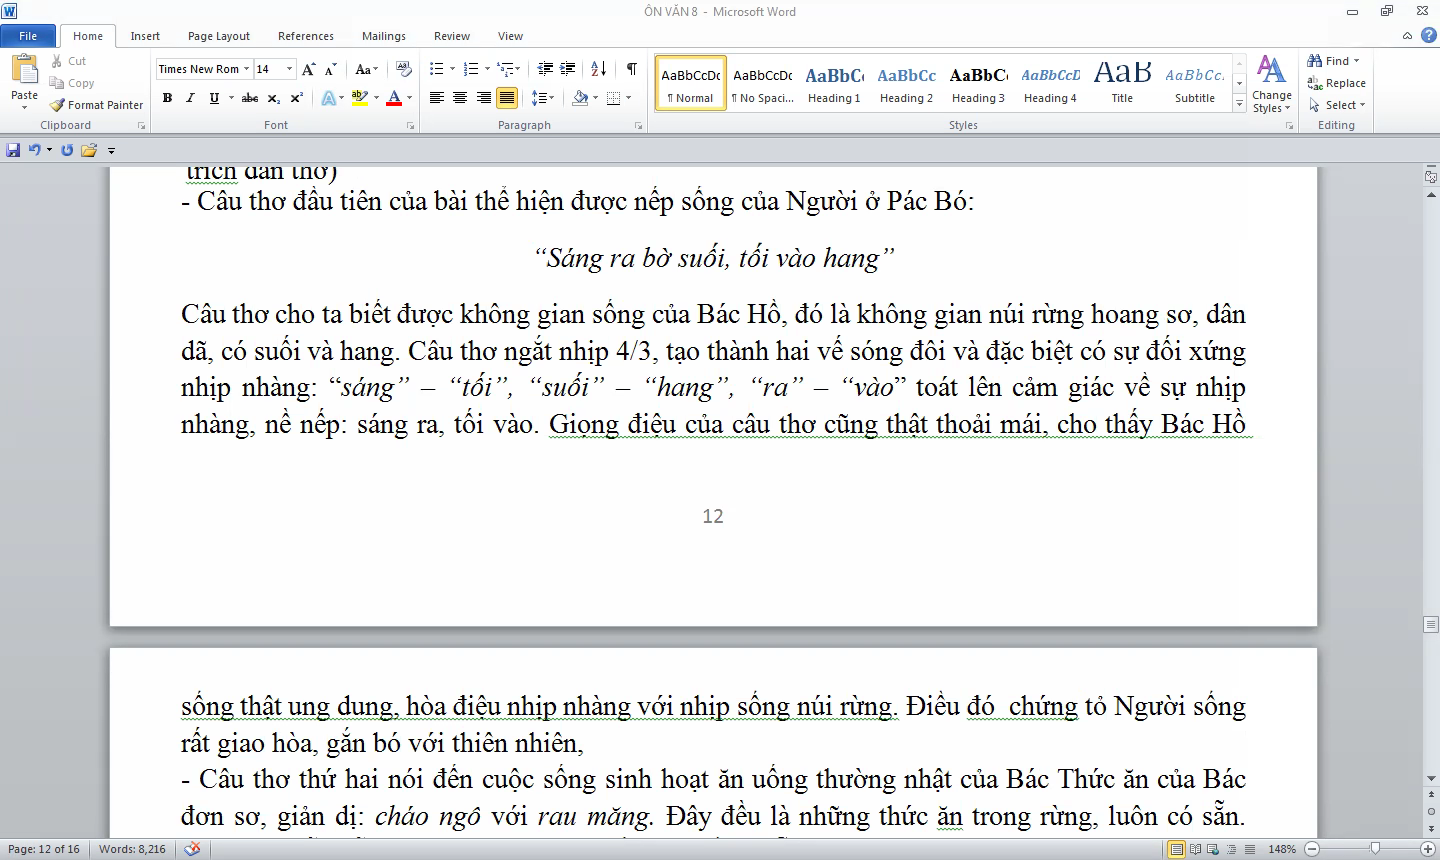 ÔN VĂN 8 - Microsoft Word
File Home Insert Page Layout References Mailings Review View
Paste
Cut
Copy
Format Painter
Clipboard
Times New Rom 14
Font
Paragraph
AaBbCcDc AaBbCcDc AaBbCc AaBbCc AaBbCc AaBbCcD AaB AaBbCc.
¶ Normal ¶ No Spaci... Heading 1 Heading 2 Heading 3 Heading 4 Title Subtitle
Styles
Change Styles
Find
Replace
Select
Editing
trích dẫn thơ)
- Câu thơ đầu tiên của bài thể hiện được nếp sống của Người ở Pác Bó:
“Sáng ra bờ suối, tối vào hang”
Câu thơ cho ta biết được không gian sống của Bác Hồ, đó là không gian núi rừng hoang sơ, dân
dã, có suối và hang. Câu thơ ngắt nhịp 4/3, tạo thành hai vế sóng đôi và đặc biệt có sự đối xứng
nhịp nhàng: “sáng” – “tối”, “suối” – “hang”, “ra” – “vào” toát lên cảm giác về sự nhịp
nhàng, nề nếp: sáng ra, tối vào. Giọng điệu của câu thơ cũng thật thoải mái, cho thấy Bác Hồ
12
sống thật ung dung, hòa điệu nhịp nhàng với nhịp sống núi rừng. Điều đó  chứng tỏ Người sống
rất giao hòa, gắn bó với thiên nhiên,
- Câu thơ thứ hai nói đến cuộc sống sinh hoạt ăn uống thường nhật của Bác Thức ăn của Bác
đơn sơ, giản dị: cháo ngô với rau măng. Đây đều là những thức ăn trong rừng, luôn có sẵn.
Page: 12 of 16 Words: 8,216 148%